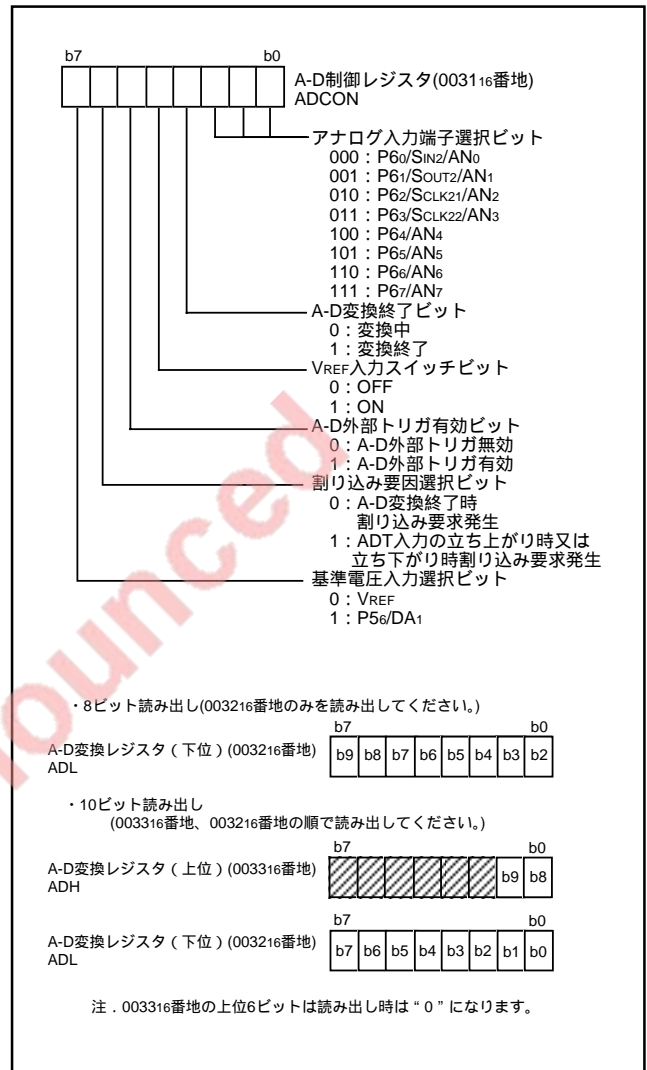 b7 b0
A-D制御レジスタ(003116番地)
ADCON
アナログ入力端子選択ビット
000：P60/SIN2/AN0
001：P61/SOUT2/AN1
010：P62/SCLK21/AN2
011：P63/SCLK22/AN3
100：P64/AN4
101：P65/AN5
110：P66/AN6
111：P67/AN7
A-D変換終了ビット
0：変換中
1：変換終了
VREF入力スイッチビット
0：OFF
1：ON
A-D外部トリガ有効ビット
0：A-D外部トリガ無効
1：A-D外部トリガ有効
割り込み要因選択ビット
0：A-D変換終了時
割り込み要求発生
1：ADT入力の立ち上がり時又は
立ち下がり時割り込み要求発生
基準電圧入力選択ビット
0：VREF
1：P56/DA1
・8ビット読み出し(003216番地のみを読み出してください。)
b7 b0
A-D変換レジスタ（下位）(003216番地)
ADL
b9 b8 b7 b6 b5 b4 b3 b2
・10ビット読み出し
(003316番地、003216番地の順で読み出してください。)
b7 b0
A-D変換レジスタ（上位）(003316番地)
ADH
b9 b8
b7 b0
A-D変換レジスタ（下位）(003216番地)
ADL
b7 b6 b5 b4 b3 b2 b1 b0
注．003316番地の上位6ビットは読み出し時は“0”になります。
ounced